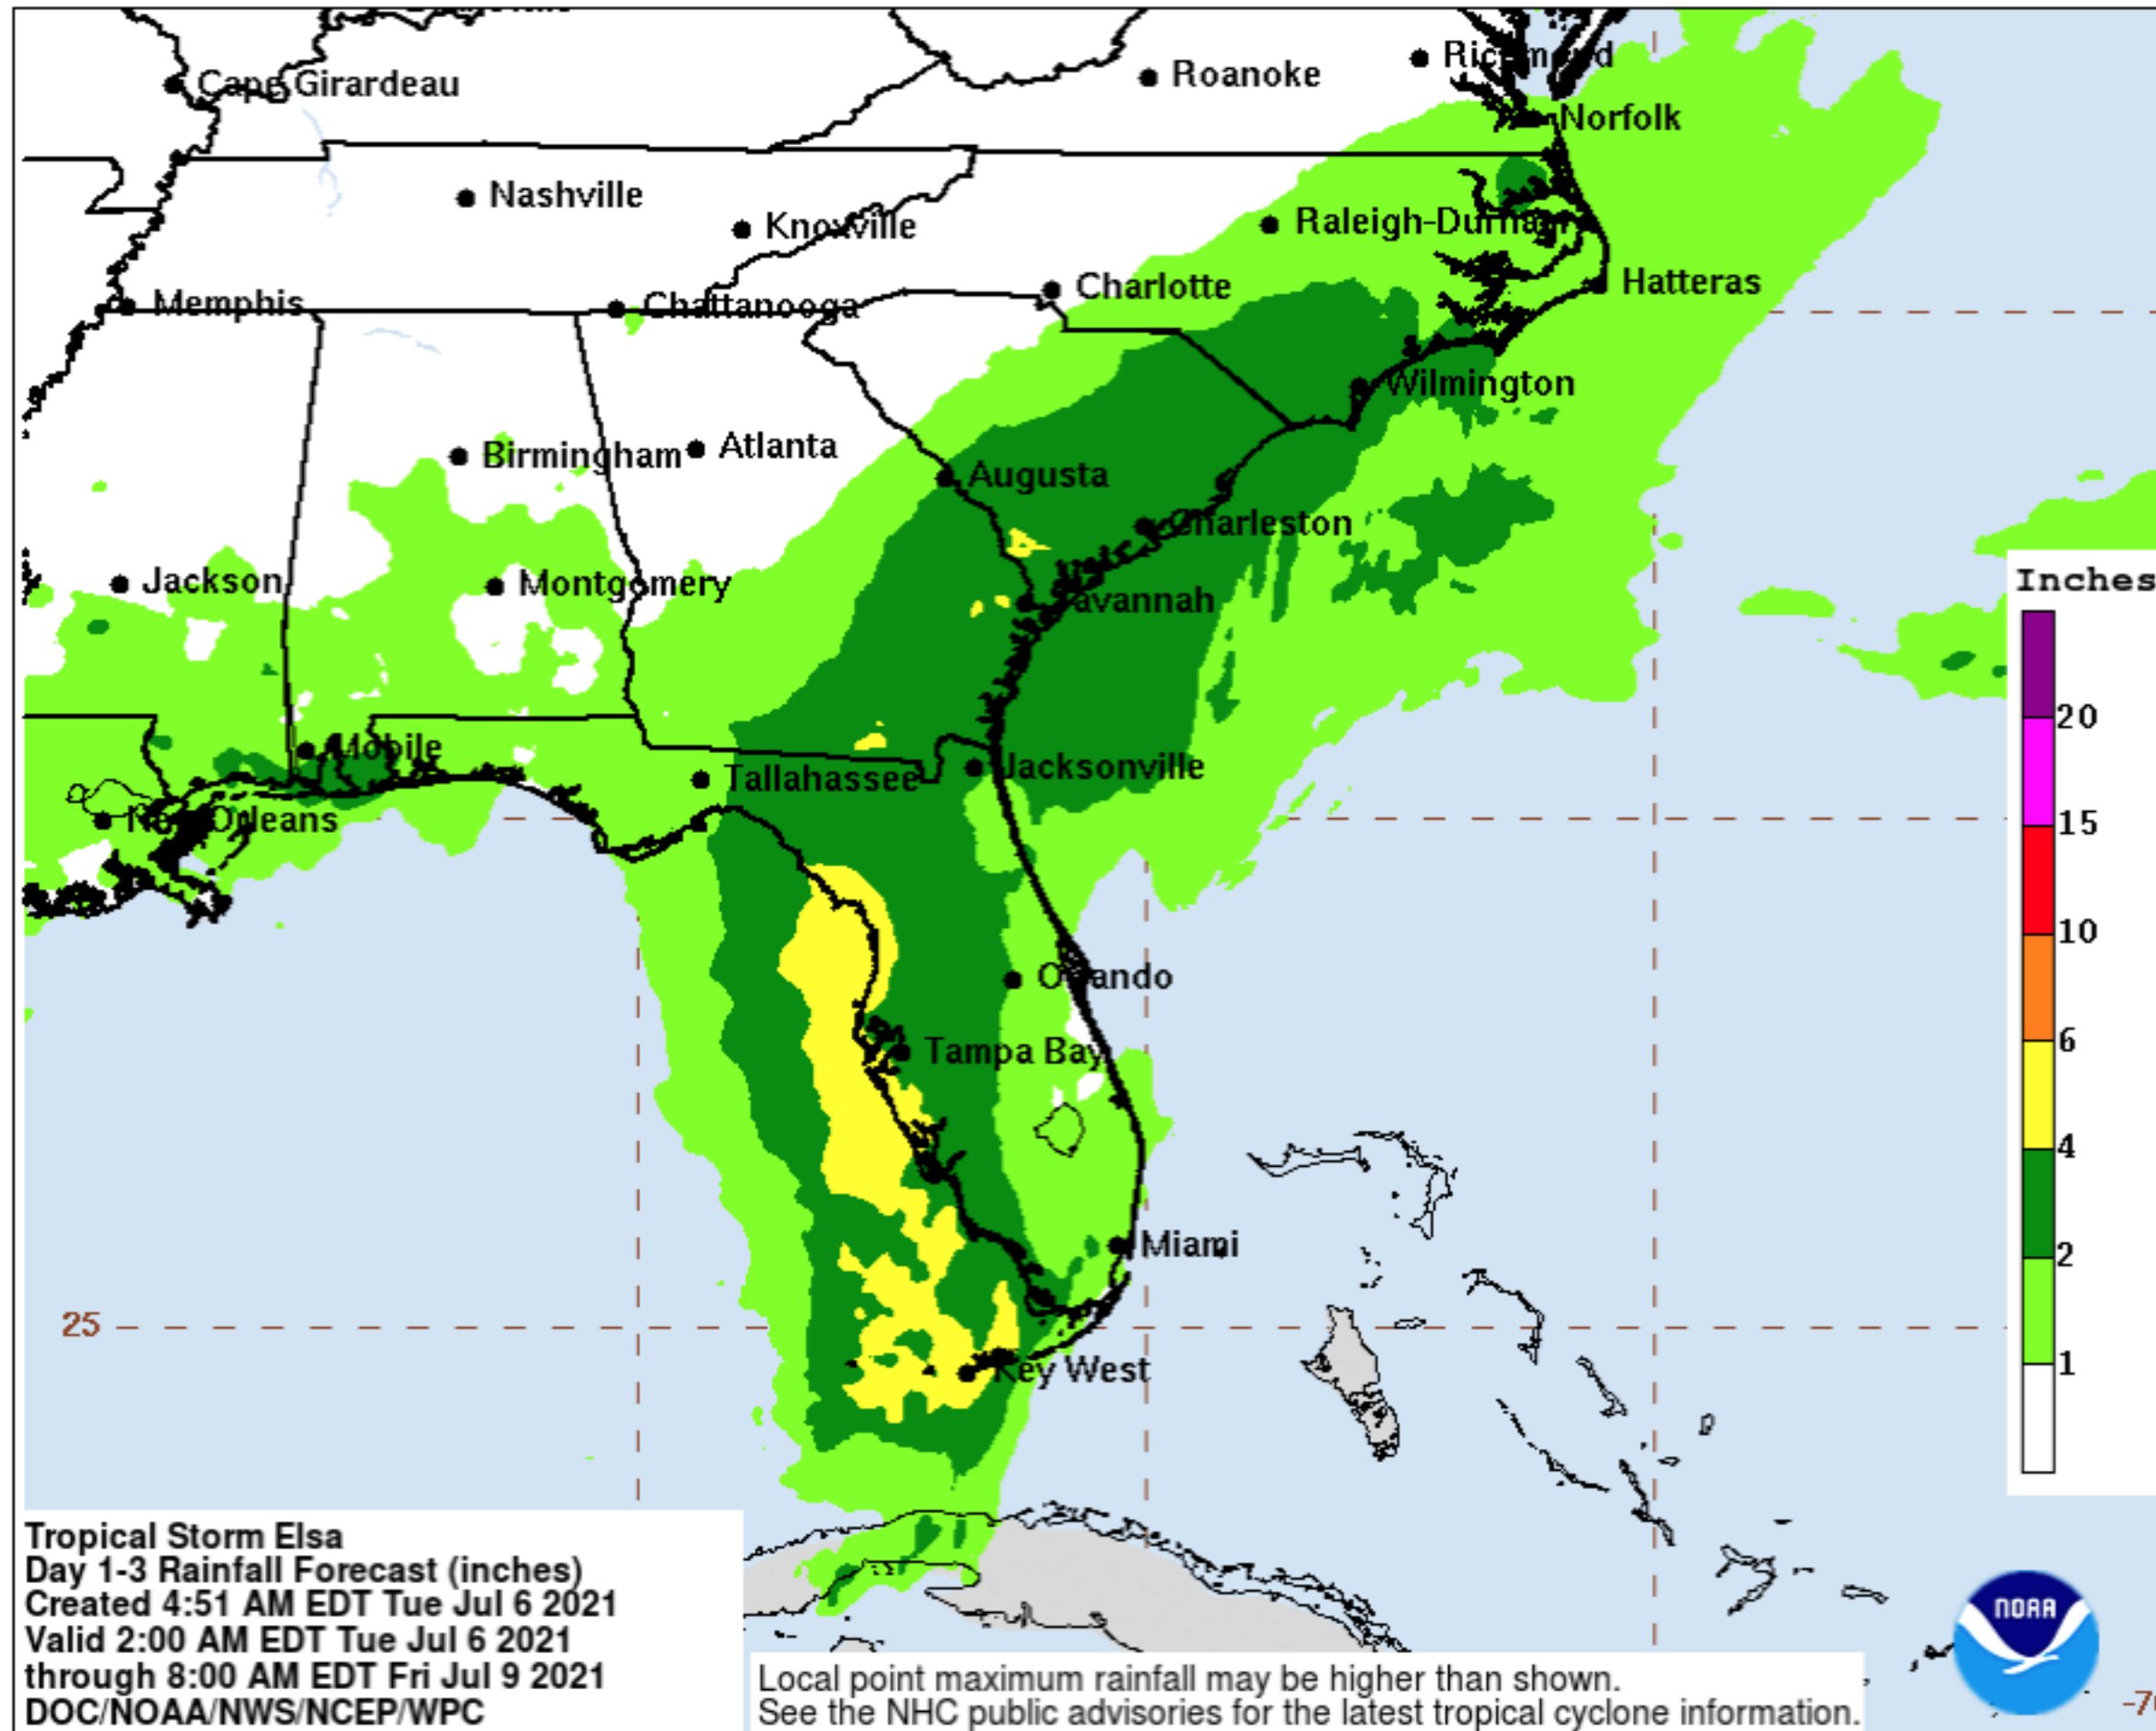 Cape Girardeau
Roanoke
Richmond
Norfolk
Nashville
Knoxville
Raleigh-Durham
Memphis
Chattanooga
Charlotte
Hatteras
Wilmington
Birmingham
Atlanta
Augusta
Charleston
Jackson
Montgomery
Savannah
Inches
20
15
10
6
4
2
1
Mobile
Tallahassee
Jacksonville
New Orleans
Orlando
Tampa Bay
Miami
25
Key West
Tropical Storm Elsa
Day 1-3 Rainfall Forecast (inches)
Created 4:51 AM EDT Tue Jul 6 2021
Valid 2:00 AM EDT Tue Jul 6 2021
through 8:00 AM EDT Fri Jul 9 2021
DOC/NOAA/NWS/NCEP/WPC
Local point maximum rainfall may be higher than shown.
See the NHC public advisories for the latest tropical cyclone information.
NOAA